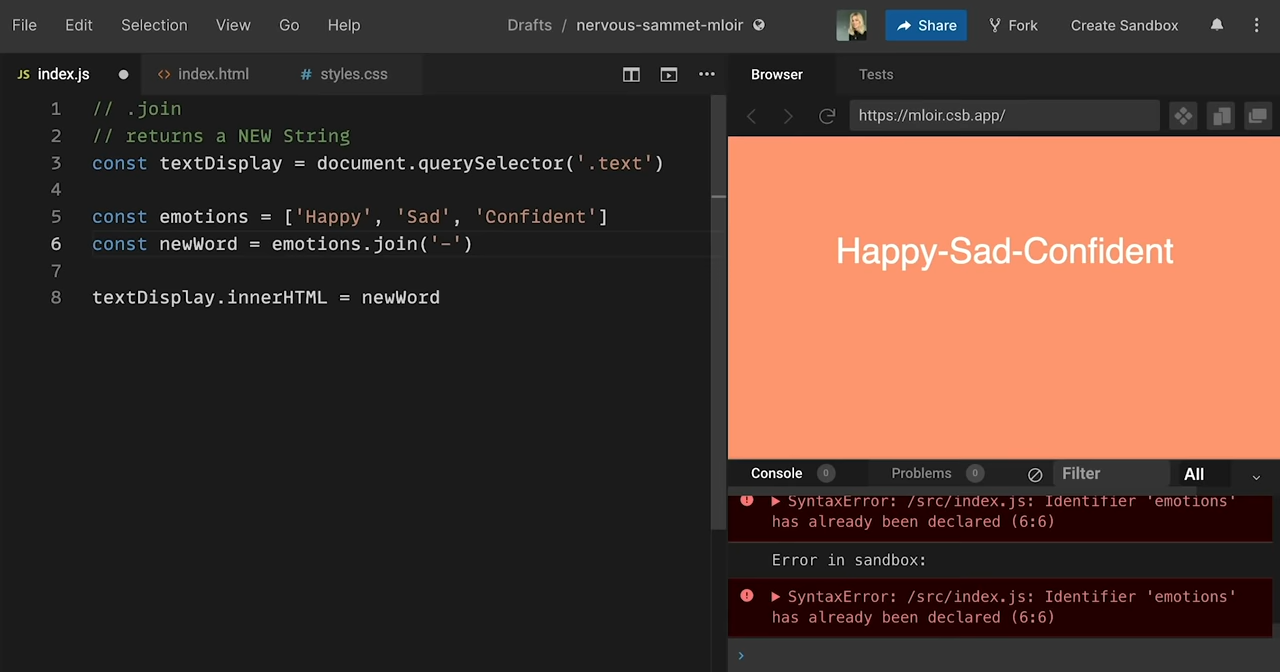 File Edit Selection View Go Help Drafts / nervous-sammet-mloir Share Fork Create Sandbox
JS index.js <> index.html # styles.css
1 // .join
2 // returns a NEW String
3 const textDisplay = document.querySelector('.text')
4
5 const emotions = ['Happy', 'Sad', 'Confident']
6 const newWord = emotions.join('-')
7
8 textDisplay.innerHTML = newWord
Browser Tests
https://mloir.csb.app/
Happy-Sad-Confident
Console 0 Problems 0 Filter All
SyntaxError: /src/index.js: Identifier 'emotions'
has already been declared (6:6)
Error in sandbox:
SyntaxError: /src/index.js: Identifier 'emotions'
has already been declared (6:6)